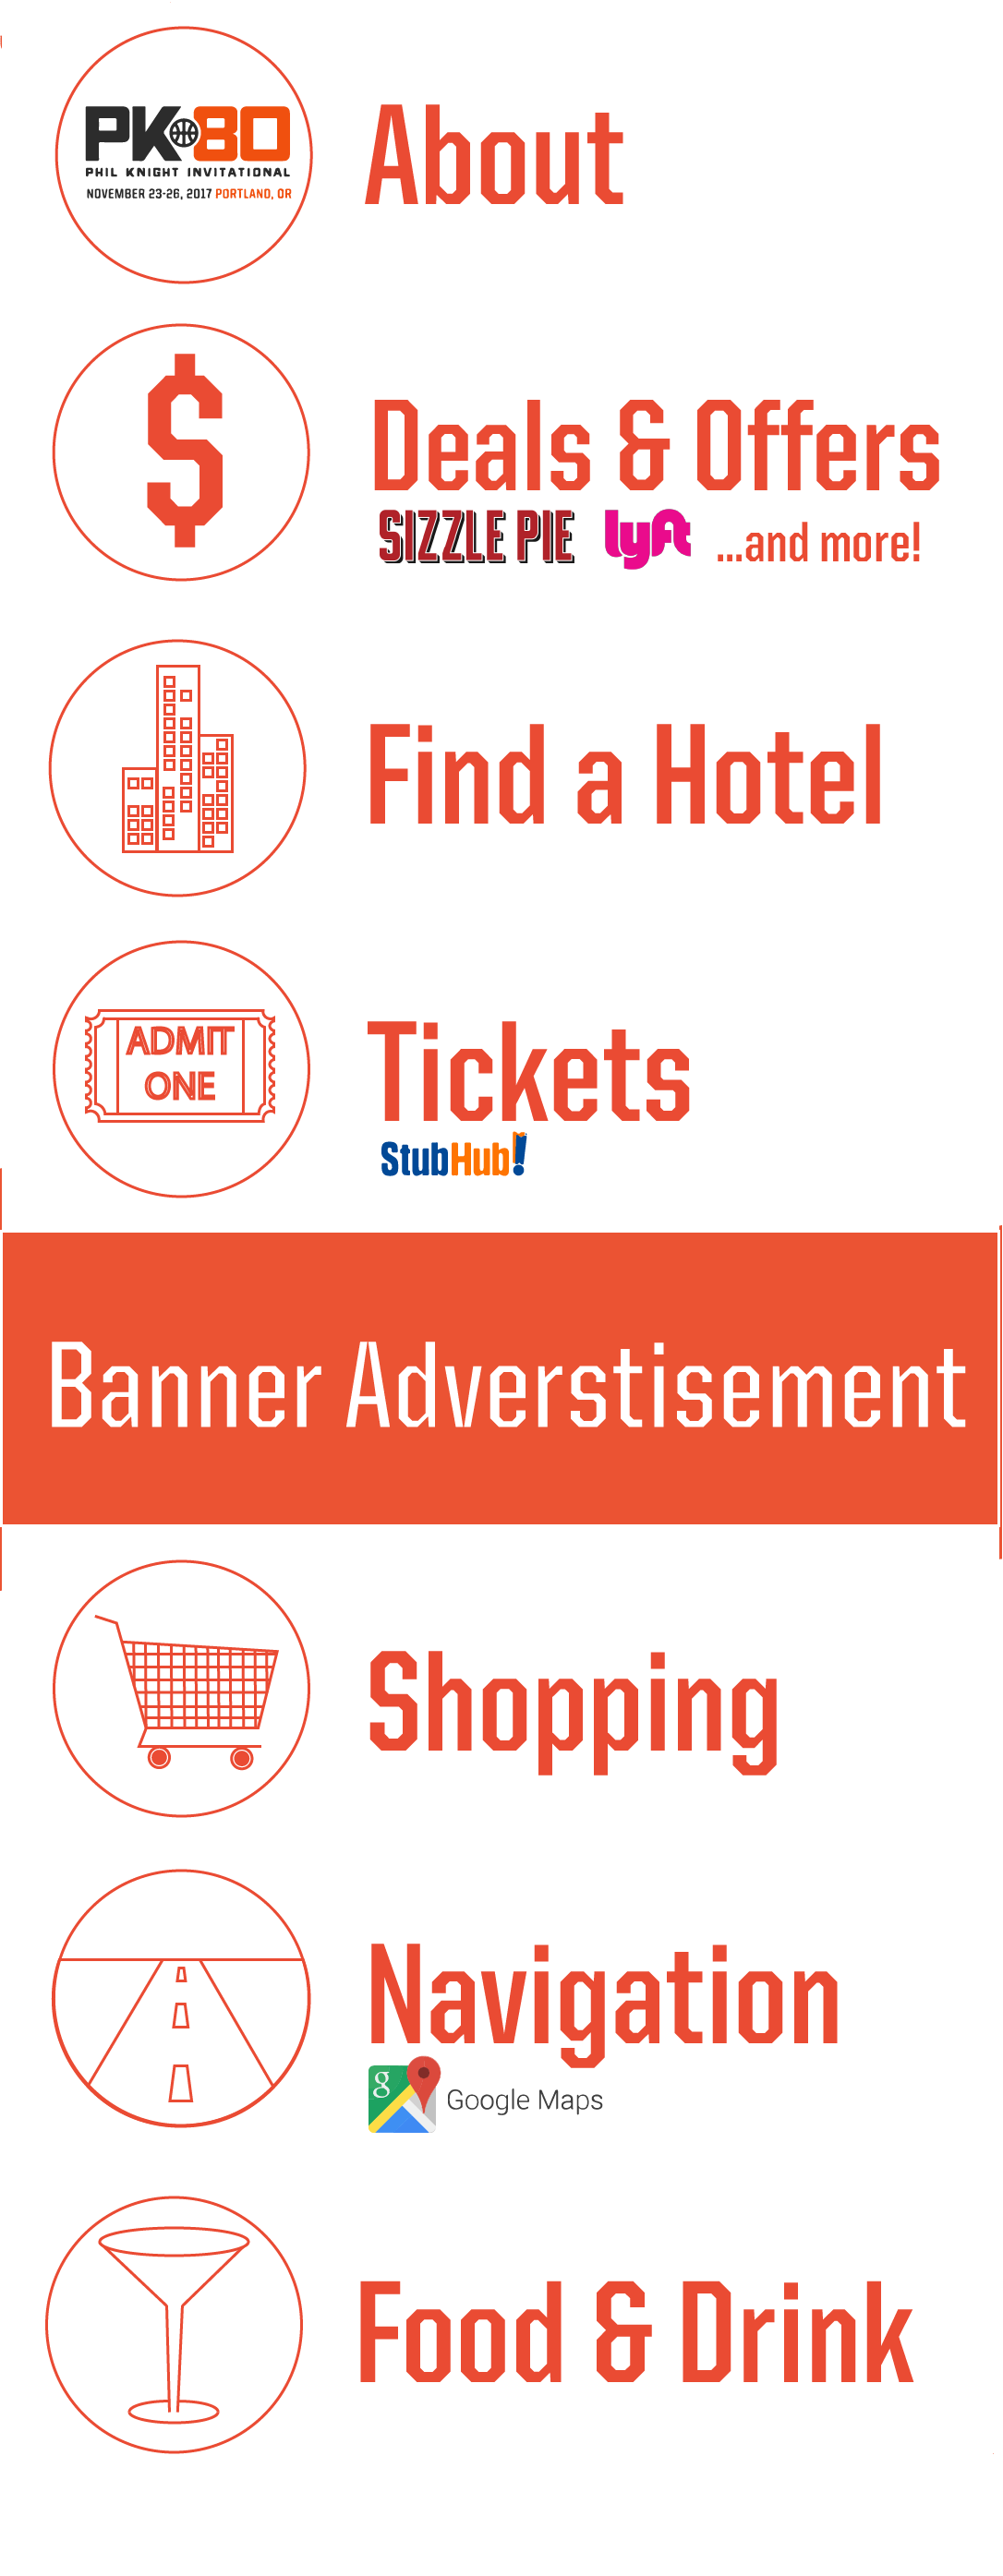 PK80
PHIL KNIGHT INVITATIONAL
NOVEMBER 23-26, 2017 PORTLAND, OR
About
$
Deals & Offers
SIZZLE PIE lyft ...and more!
Find a Hotel
ADMIT
ONE
Tickets
StubHub!
Banner Adverstisement
Shopping
Navigation
g Google Maps
Food & Drink